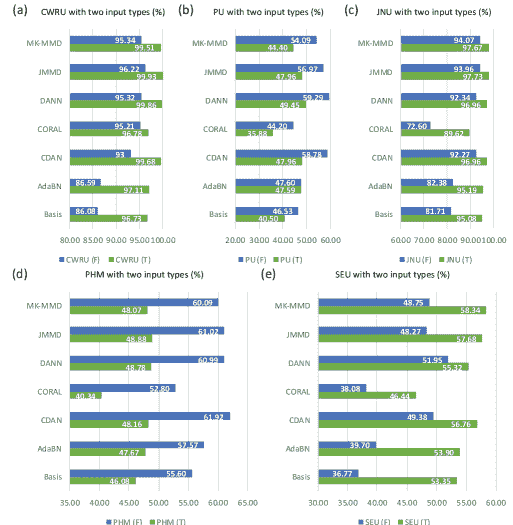 (a) CWRU with two input types (%)
MK-MMD 95.34 99.51
JMMD 96.22 99.93
DANN 95.32 99.86
CORAL 95.21 96.78
CDAN 93 99.68
AdaBN 86.59 97.11
Basis 86.08 96.73
80.00 85.00 90.00 95.00 100.00
CWRU (F) CWRU (T)
(b) PU with two input types (%)
MK-MMD 54.09 44.40
JMMD 56.97 47.96
DANN 59.29 49.45
CORAL 44.20 35.88
CDAN 58.78 47.96
AdaBN 47.60 47.59
Basis 46.53 40.50
20.00 30.00 40.00 50.00 60.00
PU (F) PU (T)
(c) JNU with two input types (%)
MK-MMD 94.07 97.67
JMMD 93.96 97.73
DANN 92.34 96.96
CORAL 72.60 89.62
CDAN 92.27 96.96
AdaBN 82.38 95.19
Basis 81.71 95.08
60.00 70.00 80.00 90.00 100.00
JNU (F) JNU (T)
(d) PHM with two input types (%)
MK-MMD 60.09 48.07
JMMD 61.02 48.88
DANN 60.99 48.78
CORAL 52.80 40.34
CDAN 61.92 48.16
AdaBN 57.57 47.67
Basis 55.60 46.08
35.00 40.00 45.00 50.00 55.00 60.00 65.00
PHM (F) PHM (T)
(e) SEU with two input types (%)
MK-MMD 48.75 58.34
JMMD 48.27 57.68
DANN 51.95 55.32
CORAL 38.08 46.44
CDAN 49.38 56.76
AdaBN 39.70 53.90
Basis 36.77 53.35
30.00 35.00 40.00 45.00 50.00 55.00 60.00
SEU (F) SEU (T)